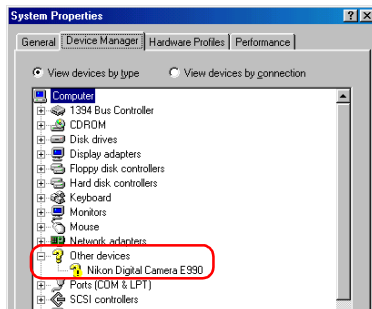 System Properties
General Device Manager Hardware Profiles Performance
View devices by type View devices by connection
Computer
1394 Bus Controller
CDROM
Disk drives
Display adapters
Floppy disk controllers
Hard disk controllers
Keyboard
Monitors
Mouse
Network adapters
Other devices
Nikon Digital Camera E990
Ports (COM & LPT)
SCSI controllers